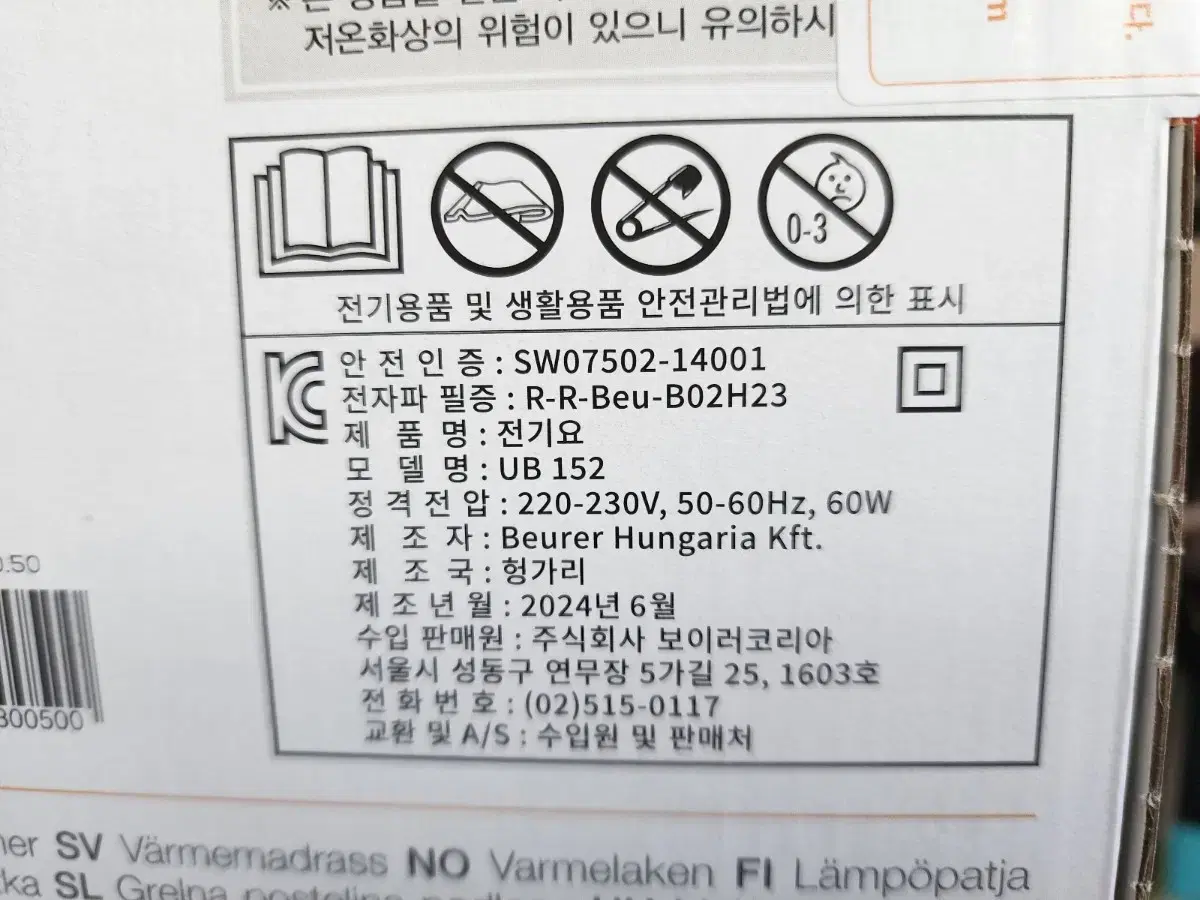 저온화상의 위험이 있으니 유의하시
다.
m
0-3
전기용품 및 생활용품 안전관리법에 의한 표시
안 전 인 증 : SW07502-14001
전자파 필증 : R-R-Beu-B02H23
제 품 명 : 전기요
모 델 명 : UB 152
정 격 전 압 : 220-230V, 50-60Hz, 60W
제 조 자 : Beurer Hungaria Kft.
제 조 국 : 헝가리
제 조 년 월 : 2024년 6월
수입 판매원 : 주식회사 보이러코리아
서울시 성동구 연무장 5가길 25, 1603호
전 화 번 호 : (02)515-0117
교환 및 A/S : 수입원 및 판매처
.50
300500
ner SV Värmemadrass NO Varmelaken FI Lämpöpatja
ka SL Grelna posteljna